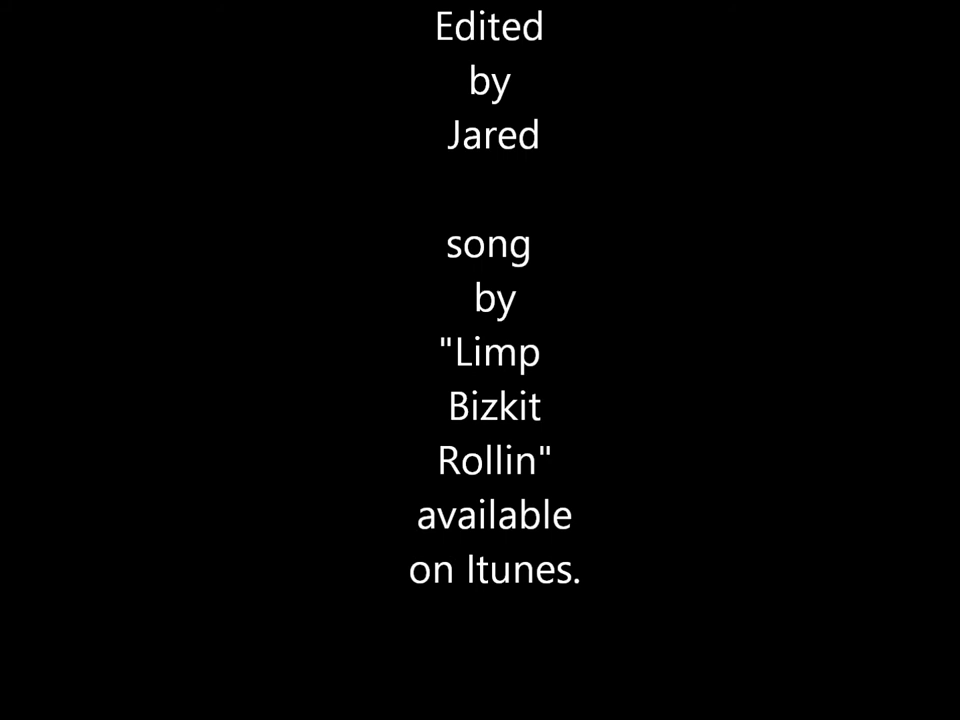 Edited
by
Jared
song
by
"Limp
Bizkit
Rollin"
available
on Itunes.